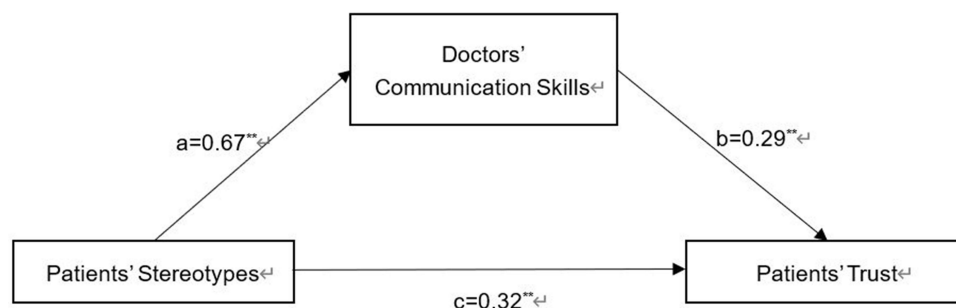 Doctors’
Communication Skills↵
a=0.67**↵
b=0.29**↵
Patients’ Stereotypes↵
Patients’ Trust↵
c=0.32**↵